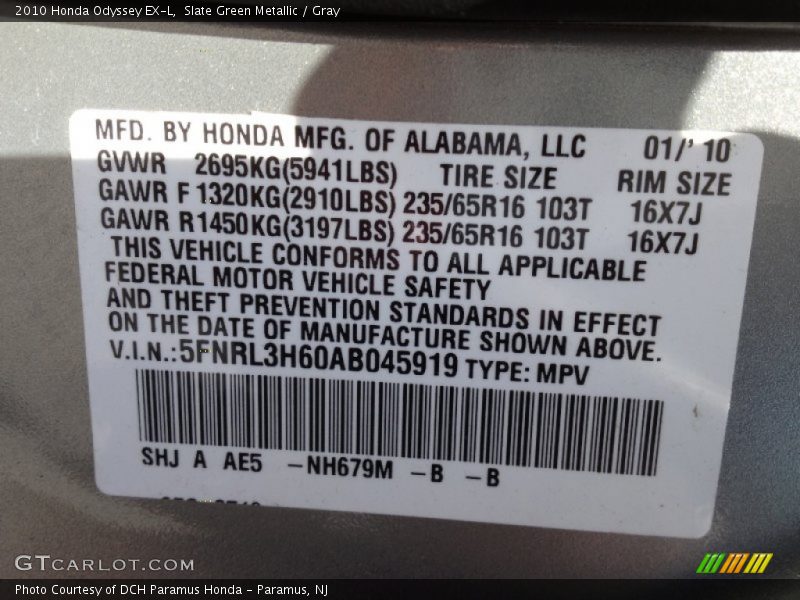 2010 Honda Odyssey EX-L, Slate Green Metallic / Gray
MFD. BY HONDA MFG. OF ALABAMA, LLC 01/'10
GVWR 2695KG(5941LBS) TIRE SIZE RIM SIZE
GAWR F 1320KG(2910LBS) 235/65R16 103T 16X7J
GAWR R1450KG(3197LBS) 235/65R16 103T 16X7J
THIS VEHICLE CONFORMS TO ALL APPLICABLE
FEDERAL MOTOR VEHICLE SAFETY
AND THEFT PREVENTION STANDARDS IN EFFECT
ON THE DATE OF MANUFACTURE SHOWN ABOVE.
V.I.N.:5FNRL3H60AB045919 TYPE: MPV
SHJ A AE5 -NH679M -B -B
GTCARLOT.COM
Photo Courtesy of DCH Paramus Honda - Paramus, NJ